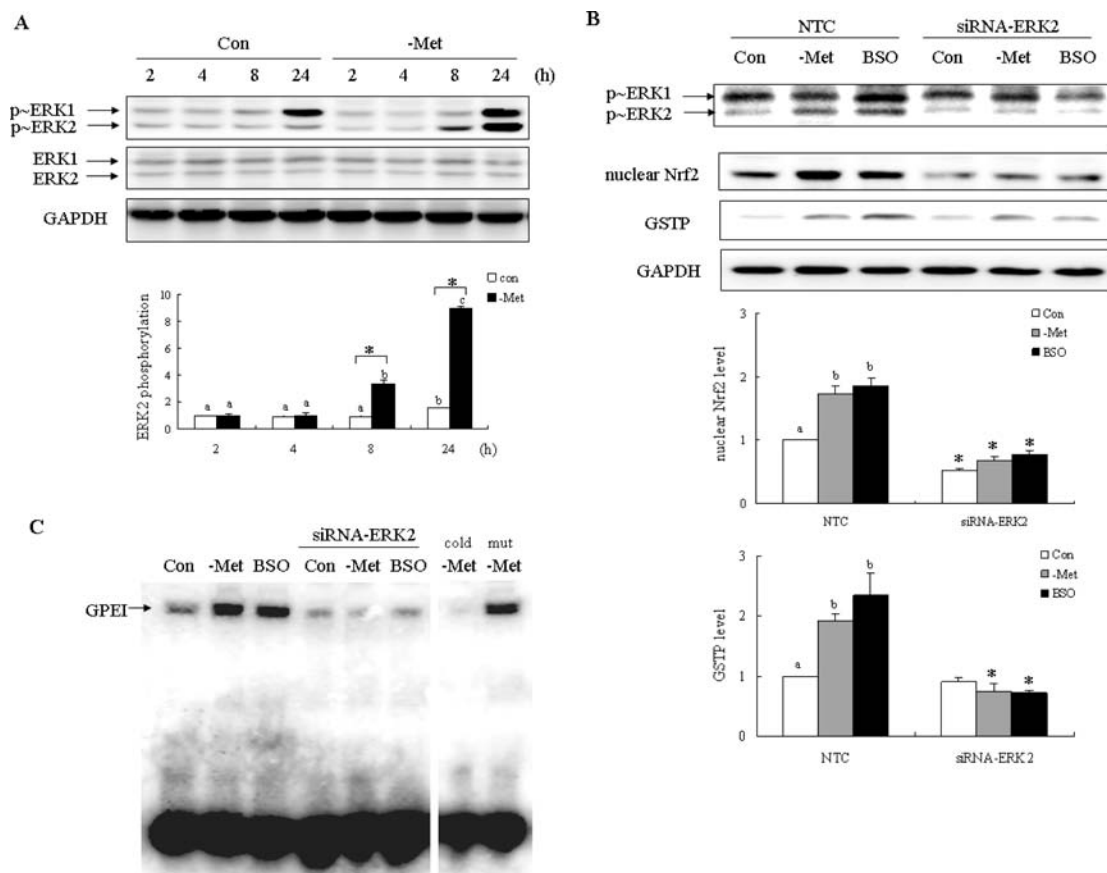 A
Con -Met
2 4 8 24 2 4 8 24 (h)
p~ERK1
p~ERK2
ERK1
ERK2
GAPDH
con
-Met
ERK2 phosphorylation
10
8
6
4
2
0
a a a a a * b b * c
2 4 8 24 (h)
B
NTC siRNA-ERK2
Con -Met BSO Con -Met BSO
p~ERK1
p~ERK2
nuclear Nrf2
GSTP
GAPDH
nuclear Nrf2 level
3
2
1
0
Con
-Met
BSO
a b b * * *
NTC siRNA-ERK2
GSTP level
3
2
1
0
Con
-Met
BSO
a b b * *
NTC siRNA-ERK2
C
siRNA-ERK2 cold mut
Con -Met BSO Con -Met BSO -Met -Met
GPEI